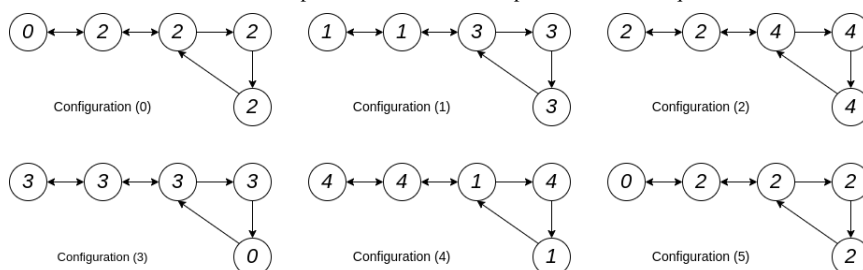 0 2 2 2 1 1 3 3 2 2 4 4
2 3 4
Configuration (0) Configuration (1) Configuration (2)
3 3 3 3 4 4 1 4 0 2 2 2
0 1 2
Configuration (3) Configuration (4) Configuration (5)